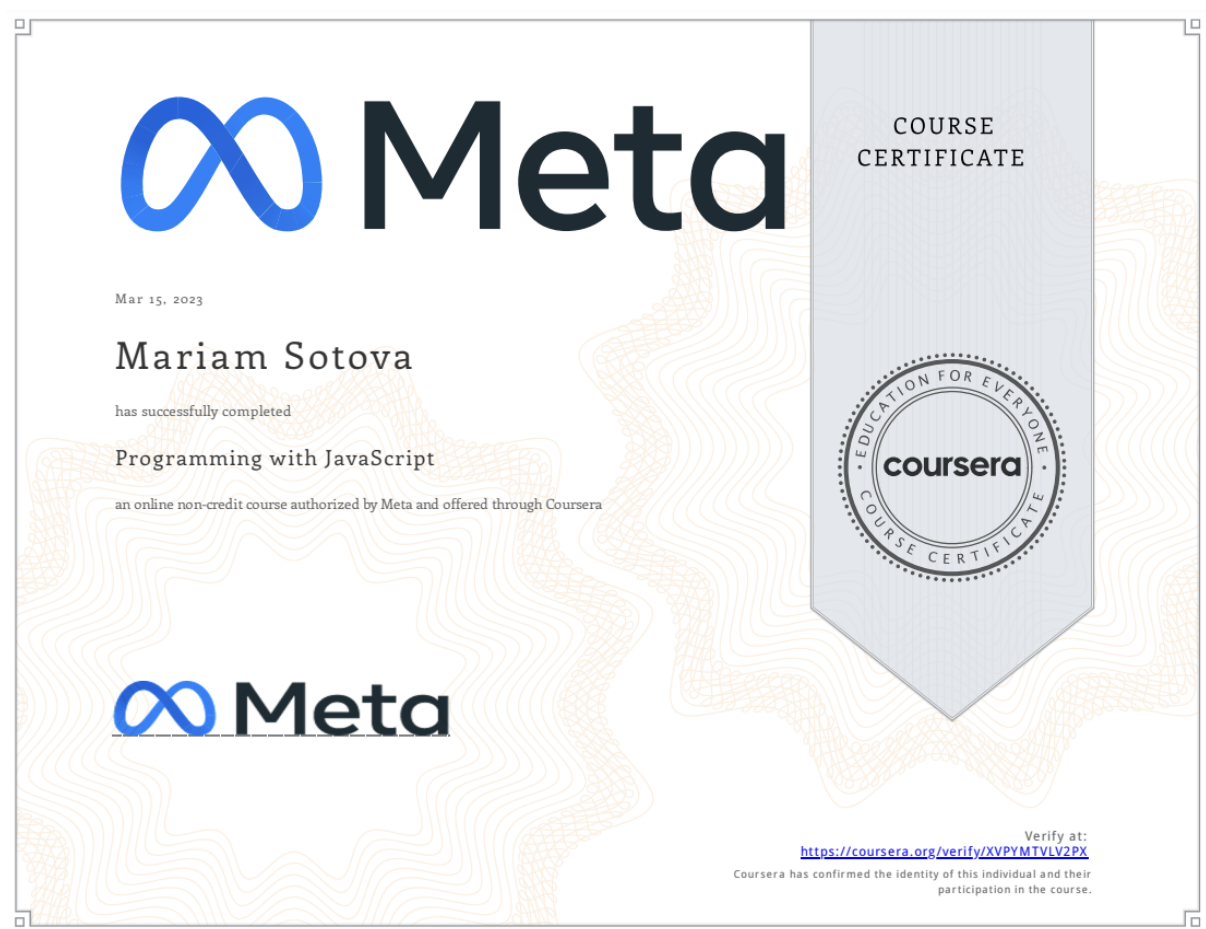 Meta
COURSE
CERTIFICATE
Mar 15, 2023
Mariam Sotova
has successfully completed
Programming with JavaScript
an online non-credit course authorized by Meta and offered through Coursera
EDUCATION FOR EVERYONE
coursera
COURSE CERTIFICATE
Meta
Verify at:
https://coursera.org/verify/XVPYMTVLV2PX
Coursera has confirmed the identity of this individual and their
participation in the course.